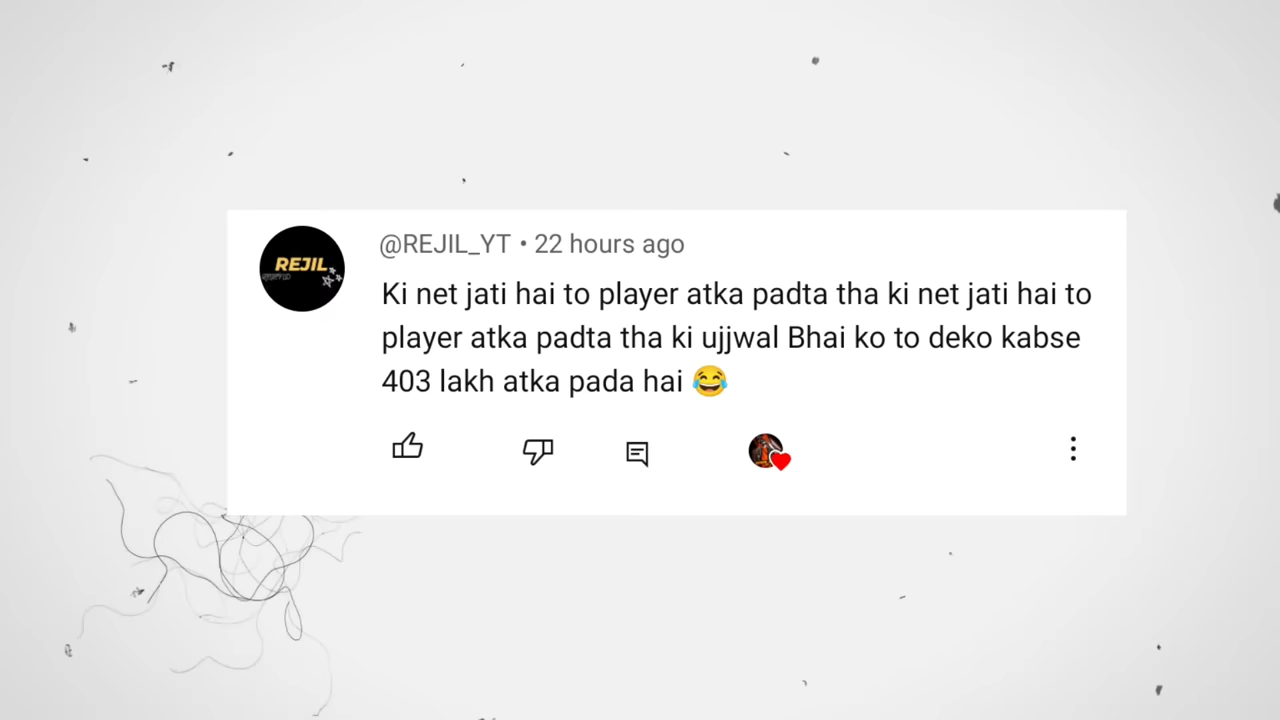 REJIL
@REJIL_YT • 22 hours ago
Ki net jati hai to player atka padta tha ki net jati hai to
player atka padta tha ki ujjwal Bhai ko to deko kabse
403 lakh atka pada hai 😂